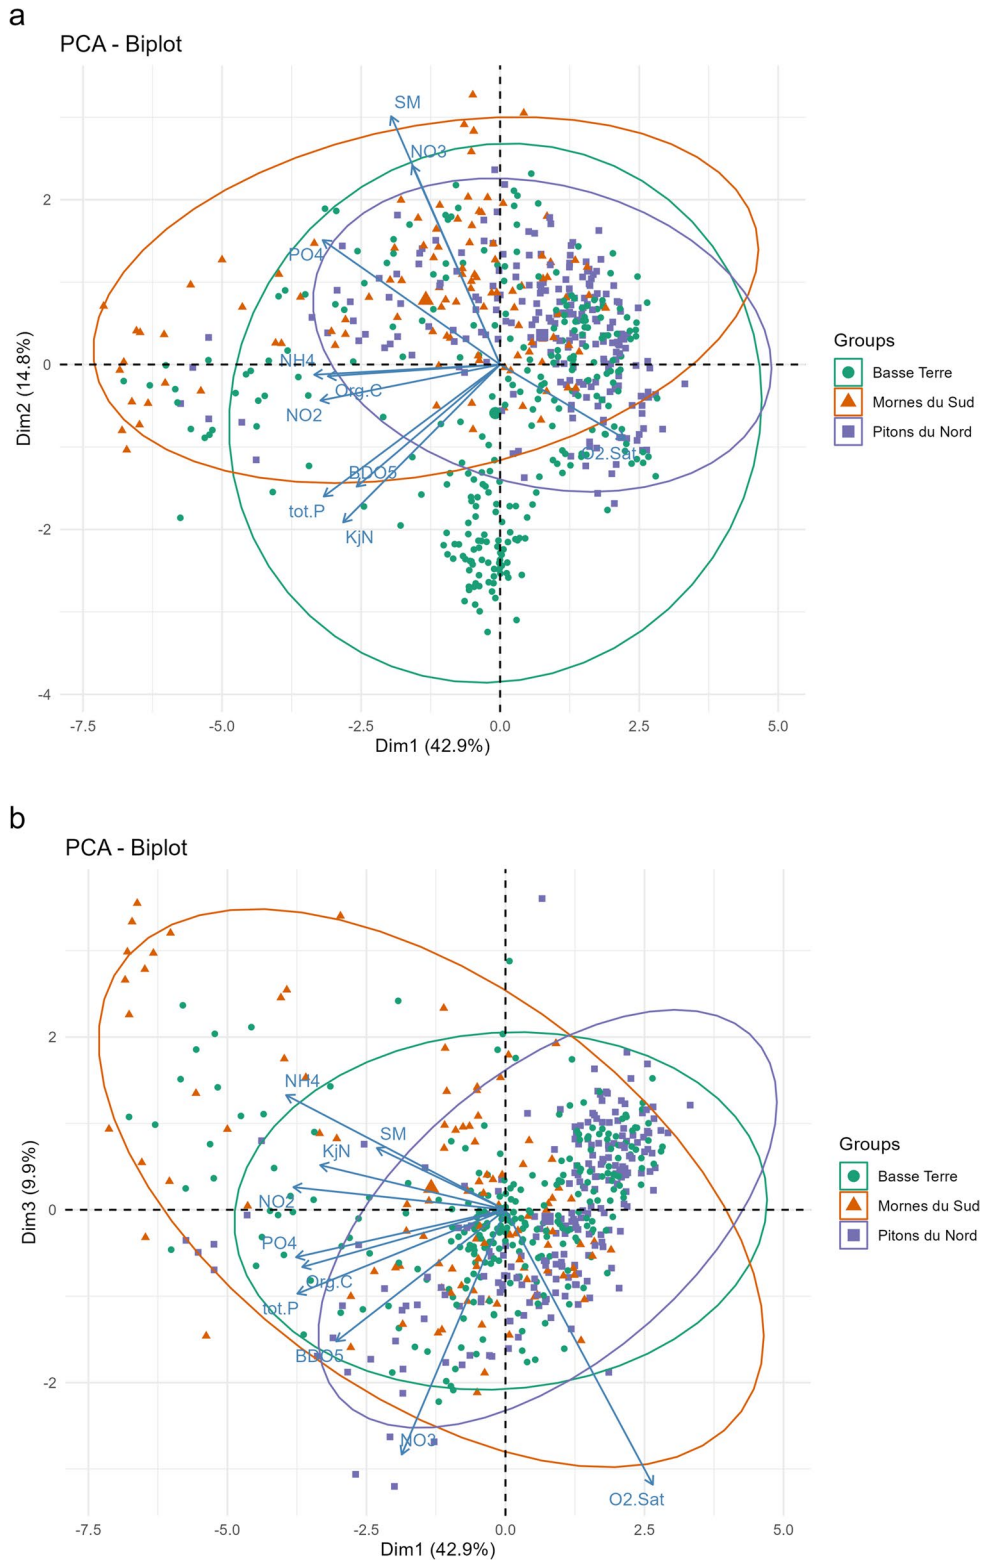 a
PCA - Biplot
SM
NO3
PO4
NH4
Org.C
NO2
BDO5
tot.P
KjN
O2.Sat
2
0
-2
-4
Dim2 (14.8%)
-7.5 -5.0 -2.5 0.0 2.5 5.0
Dim1 (42.9%)
Groups
Basse Terre
Mornes du Sud
Pitons du Nord
b
PCA - Biplot
NH4
SM
KjN
NO2
PO4
Org.C
tot.P
BDO5
NO3
O2.Sat
2
0
-2
Dim3 (9.9%)
-7.5 -5.0 -2.5 0.0 2.5 5.0
Dim1 (42.9%)
Groups
Basse Terre
Mornes du Sud
Pitons du Nord